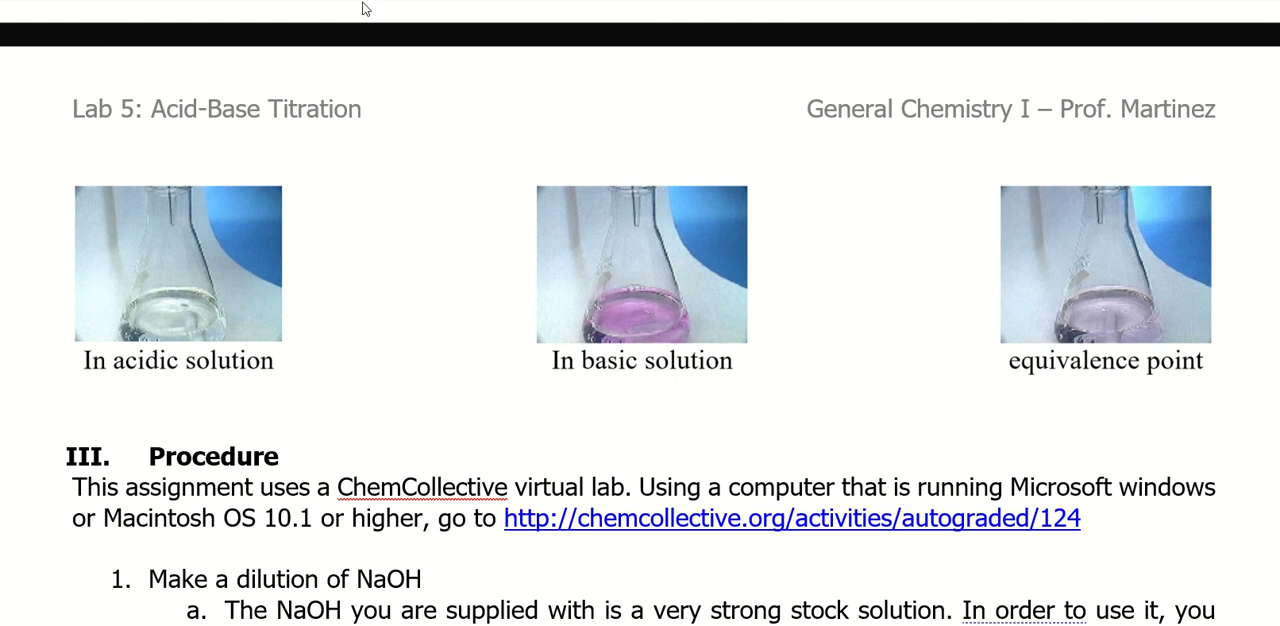 Lab 5: Acid-Base Titration
General Chemistry I – Prof. Martinez
In acidic solution
In basic solution
equivalence point
III. Procedure
This assignment uses a ChemCollective virtual lab. Using a computer that is running Microsoft windows
or Macintosh OS 10.1 or higher, go to http://chemcollective.org/activities/autograded/124
1. Make a dilution of NaOH
a. The NaOH you are supplied with is a very strong stock solution. In order to use it, you